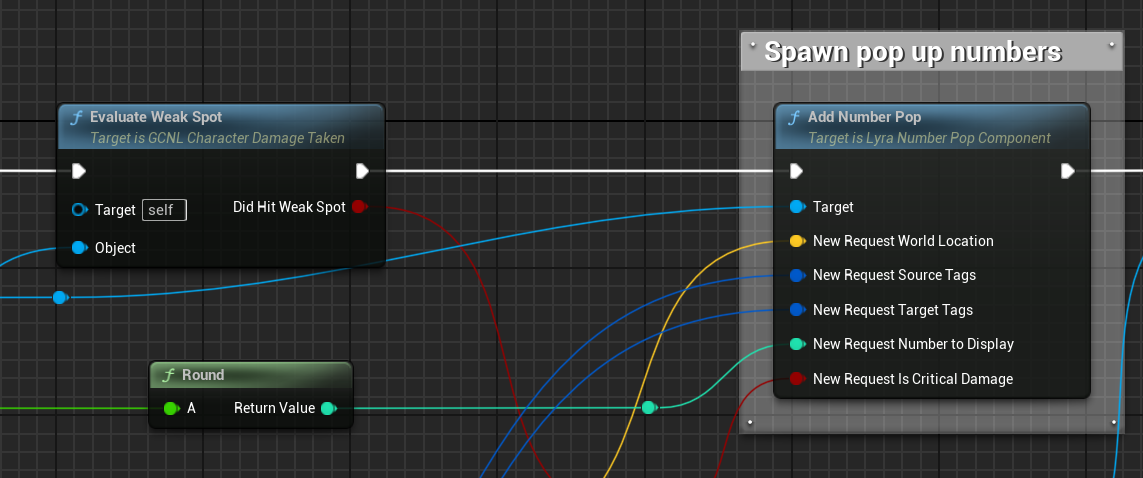 Spawn pop up numbers
Evaluate Weak Spot
Target is GCNL Character Damage Taken
Target self
Did Hit Weak Spot
Object
Add Number Pop
Target is Lyra Number Pop Component
Target
New Request World Location
New Request Source Tags
New Request Target Tags
New Request Number to Display
New Request Is Critical Damage
Round
A
Return Value